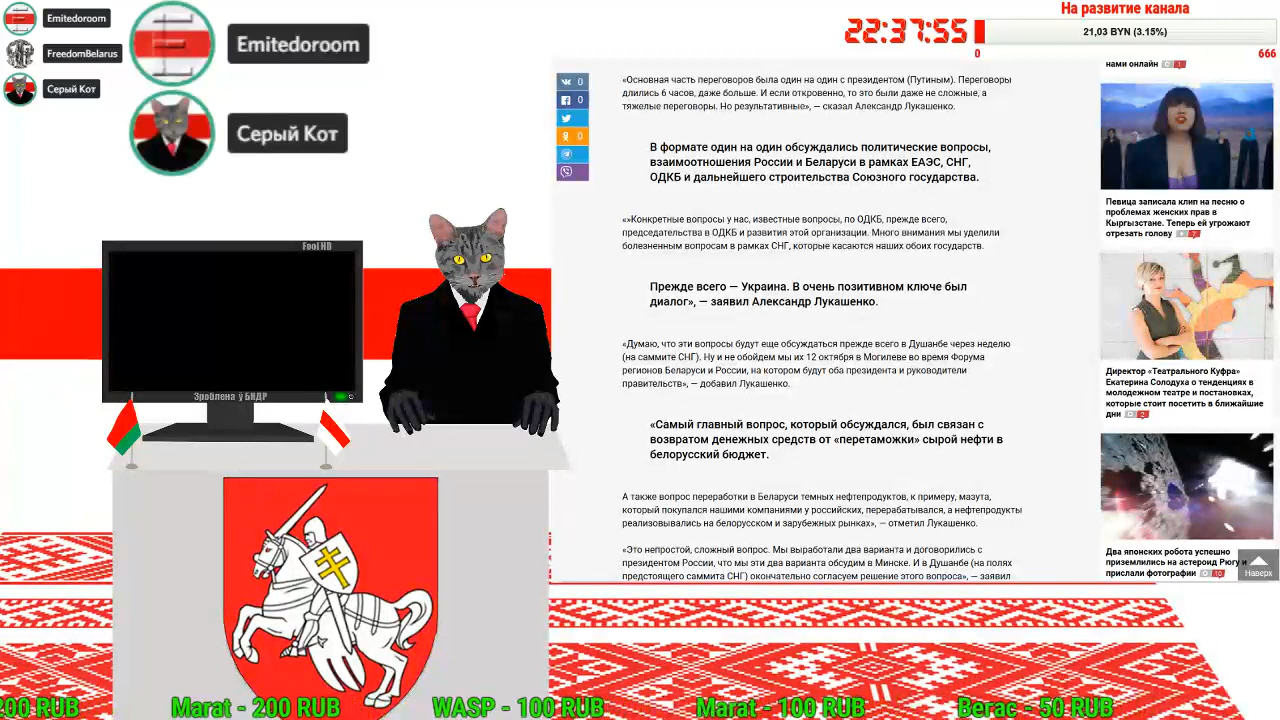 Emitedoroom
FreedomBelarus
Серый Кот
Emitedoroom
Серый Кот
22:37:55
На развитие канала
21,03 BYN (3.15%)
0
666
Fool HD
Зроблена ў БНДР
0
0
0
«Основная часть переговоров была один на один с президентом (Путиным). Переговоры
длились 6 часов, даже больше. И если откровенно, то это были даже не сложные, а
тяжелые переговоры. Но результативные», — сказал Александр Лукашенко.
В формате один на один обсуждались политические вопросы,
взаимоотношения России и Беларуси в рамках ЕАЭС, СНГ,
ОДКБ и дальнейшего строительства Союзного государства.
«»Конкретные вопросы у нас, известные вопросы, по ОДКБ, прежде всего,
председательства в ОДКБ и развития этой организации. Много внимания мы уделили
болезненным вопросам в рамках СНГ, которые касаются наших обоих государств.
Прежде всего — Украина. В очень позитивном ключе был
диалог», — заявил Александр Лукашенко.
«Думаю, что эти вопросы будут еще обсуждаться прежде всего в Душанбе через неделю
(на саммите СНГ). Ну и не обойдем мы их 12 октября в Могилеве во время Форума
регионов Беларуси и России, на котором будут оба президента и руководители
правительств», — добавил Лукашенко.
«Самый главный вопрос, который обсуждался, был связан с
возвратом денежных средств от «перетаможки» сырой нефти в
белорусский бюджет.
А также вопрос переработки в Беларуси темных нефтепродуктов, к примеру, мазута,
который покупался нашими компаниями у российских, перерабатывался, а нефтепродукты
реализовывались на белорусском и зарубежных рынках», — отметил Лукашенко.
«Это непростой, сложный вопрос. Мы выработали два варианта и договорились с
президентом России, что мы эти два варианта обсудим в Минске. И в Душанбе (на полях
предстоящего саммита СНГ) окончательно согласуем решение этого вопроса», — заявил
нами онлайн 1
Певица записала клип на песню о
проблемах женских прав в
Кыргызстане. Теперь ей угрожают
отрезать голову 7
Директор «Театрального Куфра»
Екатерина Солодуха о тенденциях в
молодежном театре и постановках,
которые стоит посетить в ближайшие
дни 2
Два японских робота успешно
приземлились на астероид Рюгу и
прислали фотографии 10
Наверх
200 RUB
Marat - 200 RUB
WASP - 100 RUB
Marat - 100 RUB
Berac - 50 RUB